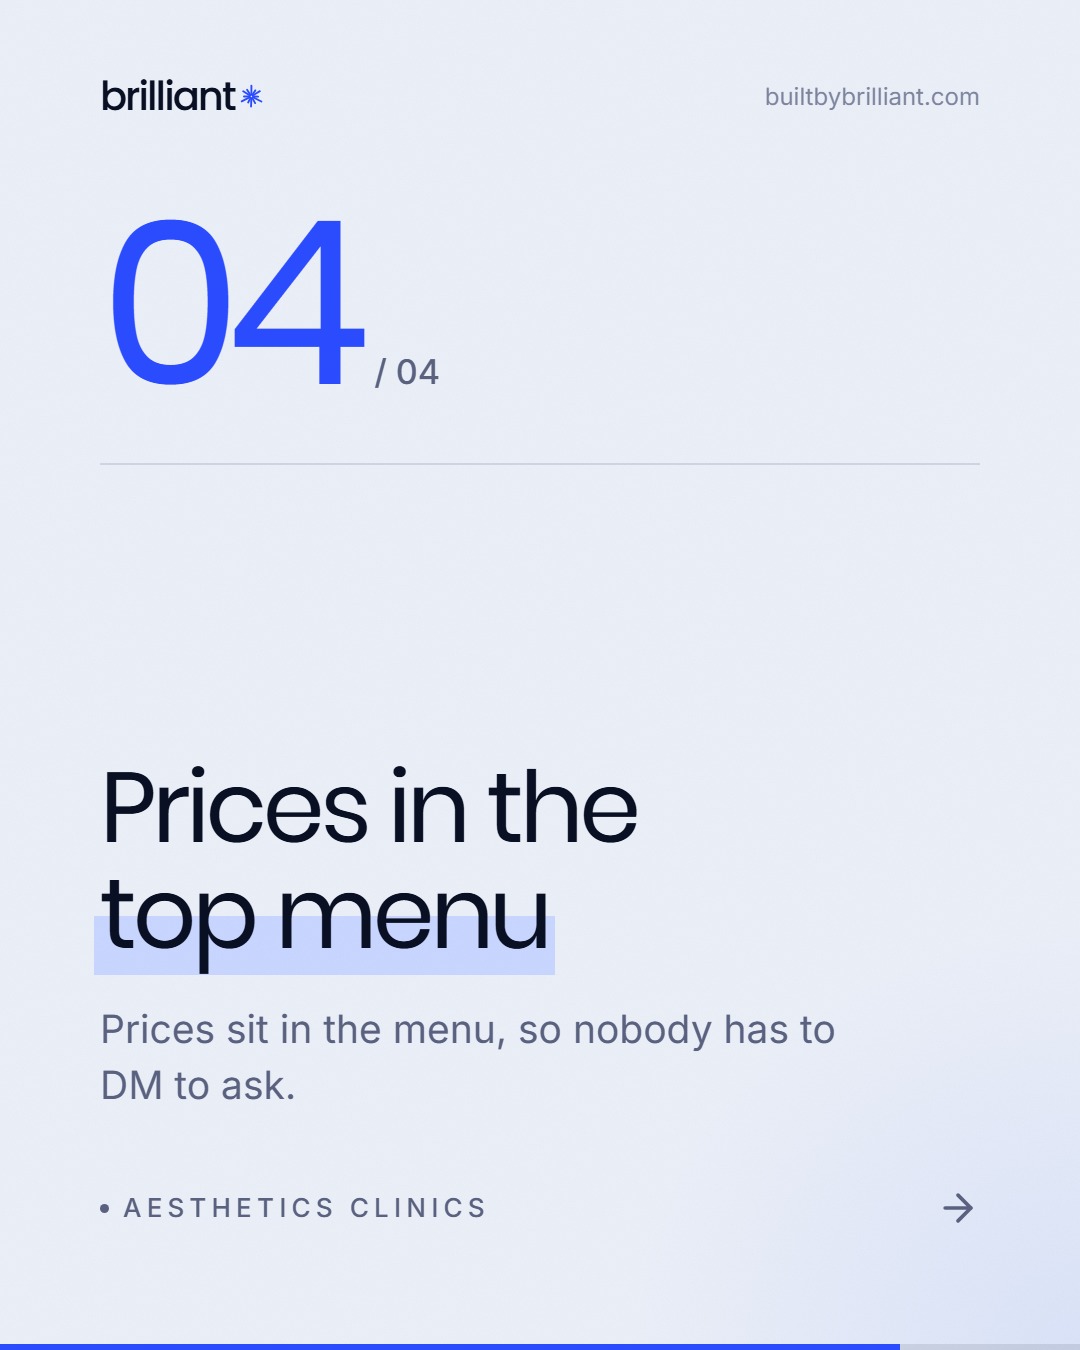 brilliant
builtbybrilliant.com
04 / 04
Prices in the
top menu
Prices sit in the menu, so nobody has to
DM to ask.
• AESTHETICS CLINICS